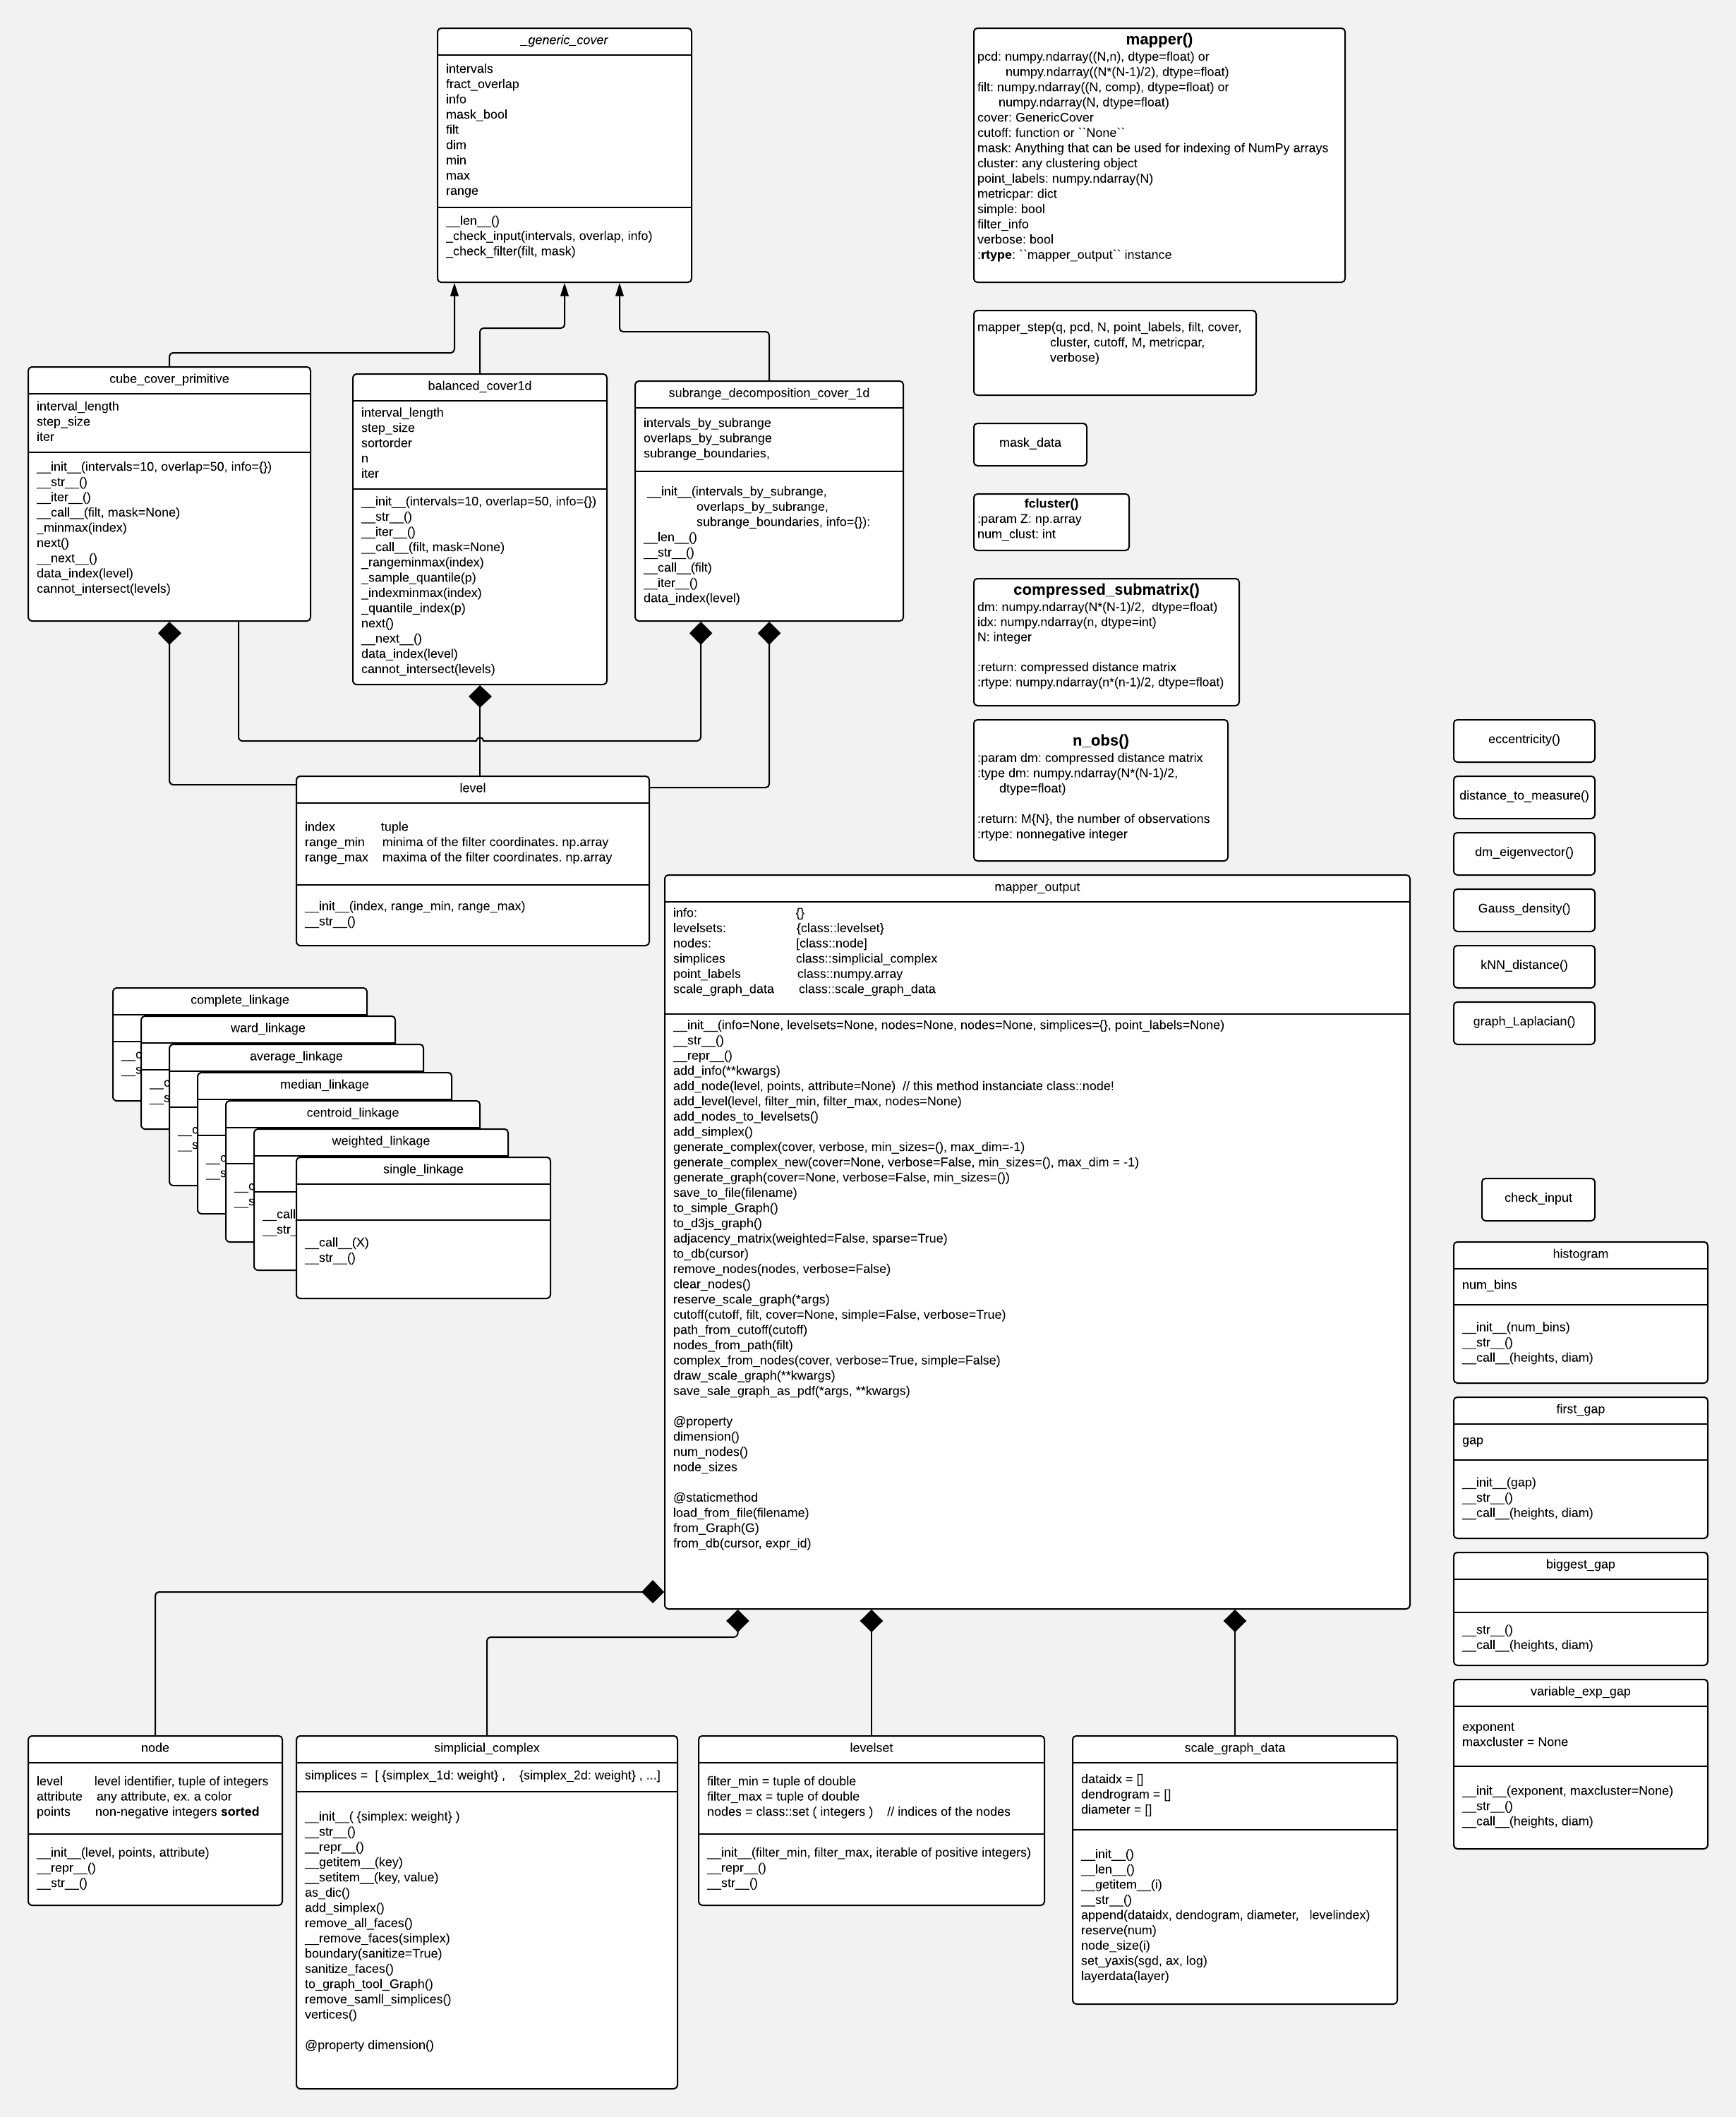 _generic_cover
intervals
fract_overlap
info
mask_bool
filt
dim
min
max
range
__len__()
_check_input(intervals, overlap, info)
_check_filter(filt, mask)
mapper()
pcd: numpy.ndarray((N,n), dtype=float) or
numpy.ndarray((N*(N-1)/2), dtype=float)
filt: numpy.ndarray((N, comp), dtype=float) or
numpy.ndarray(N, dtype=float)
cover: GenericCover
cutoff: function or ``None``
mask: Anything that can be used for indexing of NumPy arrays
cluster: any clustering object
point_labels: numpy.ndarray(N)
metricpar: dict
simple: bool
filter_info
verbose: bool
:rtype: ``mapper_output`` instance
mapper_step(q, pcd, N, point_labels, filt, cover,
cluster, cutoff, M, metricpar,
verbose)
mask_data
fcluster()
:param Z: np.array
num_clust: int
compressed_submatrix()
dm: numpy.ndarray(N*(N-1)/2,  dtype=float)
idx: numpy.ndarray(n, dtype=int)
N: integer
:return: compressed distance matrix
:rtype: numpy.ndarray(n*(n-1)/2, dtype=float)
n_obs()
:param dm: compressed distance matrix
:type dm: numpy.ndarray(N*(N-1)/2,
dtype=float)
:return: M{N}, the number of observations
:rtype: nonnegative integer
cube_cover_primitive
interval_length
step_size
iter
__init__(intervals=10, overlap=50, info={})
__str__()
__iter__()
__call__(filt, mask=None)
_minmax(index)
next()
__next__()
data_index(level)
cannot_intersect(levels)
balanced_cover1d
interval_length
step_size
sortorder
n
iter
__init__(intervals=10, overlap=50, info={})
__str__()
__iter__()
__call__(filt, mask=None)
_rangeminmax(index)
_sample_quantile(p)
_indexminmax(index)
_quantile_index(p)
next()
__next__()
data_index(level)
cannot_intersect(levels)
subrange_decomposition_cover_1d
intervals_by_subrange
overlaps_by_subrange
subrange_boundaries,
__init__(intervals_by_subrange,
overlaps_by_subrange,
subrange_boundaries, info={}):
__len__()
__str__()
__call__(filt)
__iter__()
data_index(level)
level
index tuple
range_min minima of the filter coordinates. np.array
range_max maxima of the filter coordinates. np.array
__init__(index, range_min, range_max)
__str__()
eccentricity()
distance_to_measure()
dm_eigenvector()
Gauss_density()
kNN_distance()
graph_Laplacian()
check_input
complete_linkage
__c
__s
ward_linkage
__c
__s
average_linkage
__c
__s
median_linkage
__c
__s
centroid_linkage
__c
__s
weighted_linkage
__call
__str_
single_linkage
__call__(X)
__str__()
mapper_output
info: {}
levelsets: {class::levelset}
nodes: [class::node]
simplices class::simplicial_complex
point_labels class::numpy.array
scale_graph_data class::scale_graph_data
__init__(info=None, levelsets=None, nodes=None, nodes=None, simplices={}, point_labels=None)
__str__()
__repr__()
add_info(**kwargs)
add_node(level, points, attribute=None)  // this method instanciate class::node!
add_level(level, filter_min, filter_max, nodes=None)
add_nodes_to_levelsets()
add_simplex()
generate_complex(cover, verbose, min_sizes=(), max_dim=-1)
generate_complex_new(cover=None, verbose=False, min_sizes=(), max_dim = -1)
generate_graph(cover=None, verbose=False, min_sizes=())
save_to_file(filename)
to_simple_Graph()
to_d3js_graph()
adjacency_matrix(weighted=False, sparse=True)
to_db(cursor)
remove_nodes(nodes, verbose=False)
clear_nodes()
reserve_scale_graph(*args)
cutoff(cutoff, filt, cover=None, simple=False, verbose=True)
path_from_cutoff(cutoff)
nodes_from_path(filt)
complex_from_nodes(cover, verbose=True, simple=False)
draw_scale_graph(**kwargs)
save_sale_graph_as_pdf(*args, **kwargs)
@property
dimension()
num_nodes()
node_sizes
@staticmethod
load_from_file(filename)
from_Graph(G)
from_db(cursor, expr_id)
histogram
num_bins
__init__(num_bins)
__str__()
__call__(heights, diam)
first_gap
gap
__init__(gap)
__str__()
__call__(heights, diam)
biggest_gap
__str__()
__call__(heights, diam)
variable_exp_gap
exponent
maxcluster = None
__init__(exponent, maxcluster=None)
__str__()
__call__(heights, diam)
node
level level identifier, tuple of integers
attribute any attribute, ex. a color
points non-negative integers sorted
__init__(level, points, attribute)
__repr__()
__str__()
simplicial_complex
simplices =  [ {simplex_1d: weight} ,    {simplex_2d: weight} , ...]
__init__( {simplex: weight} )
__str__()
__repr__()
__getitem__(key)
__setitem__(key, value)
as_dic()
add_simplex()
remove_all_faces()
__remove_faces(simplex)
boundary(sanitize=True)
sanitize_faces()
to_graph_tool_Graph()
remove_samll_simplices()
vertices()
@property dimension()
levelset
filter_min = tuple of double
filter_max = tuple of double
nodes = class::set ( integers )    // indices of the nodes
__init__(filter_min, filter_max, iterable of positive integers)
__repr__()
__str__()
scale_graph_data
dataidx = []
dendrogram = []
diameter = []
__init__()
__len__()
__getitem__(i)
__str__()
append(dataidx, dendogram, diameter,   levelindex)
reserve(num)
node_size(i)
set_yaxis(sgd, ax, log)
layerdata(layer)